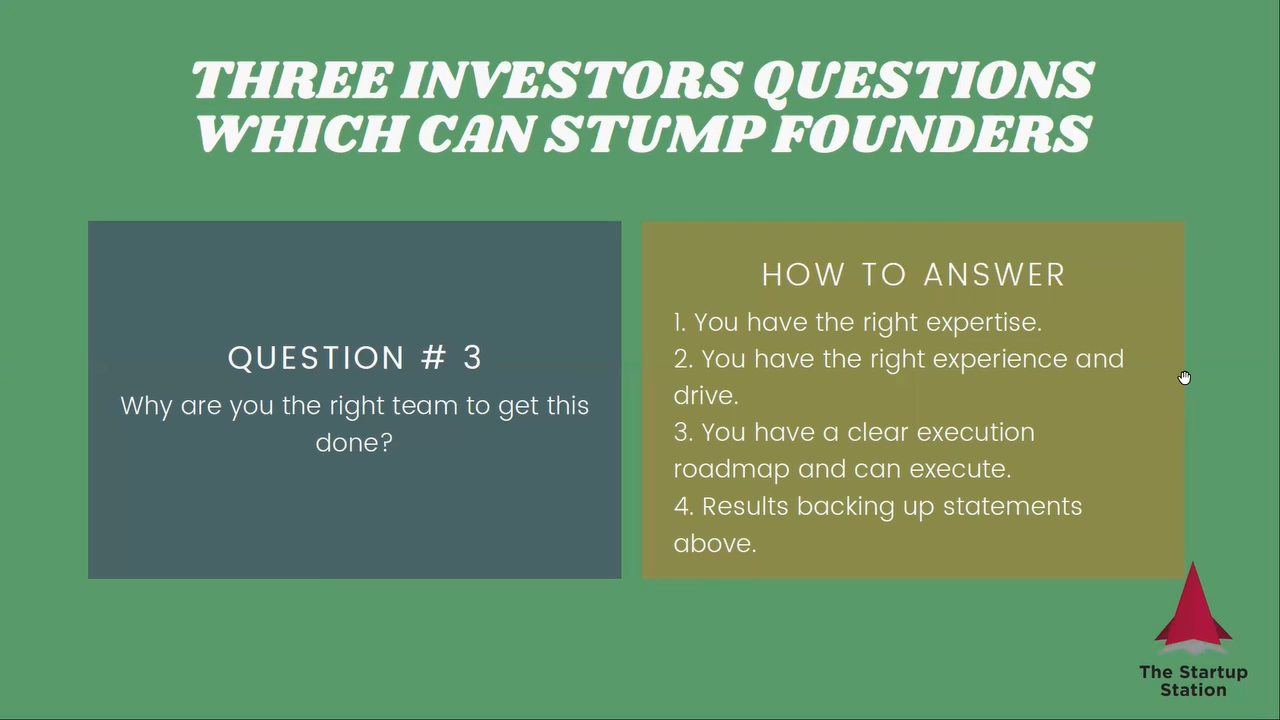 THREE INVESTORS QUESTIONS
WHICH CAN STUMP FOUNDERS
QUESTION # 3
Why are you the right team to get this
done?
HOW TO ANSWER
1. You have the right expertise.
2. You have the right experience and
drive.
3. You have a clear execution
roadmap and can execute.
4. Results backing up statements
above.
The Startup
Station